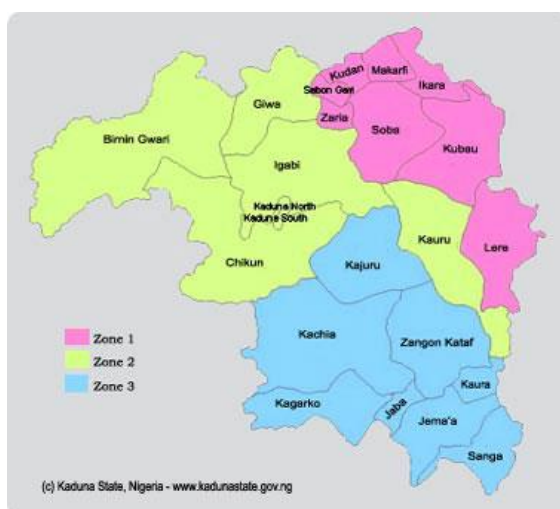 Kudan
Makarfi
Ikara
Sabon Gari
Giwa
Zaria
Soba
Birnin Gwari
Kubau
Igabi
Kaduna North
Kaduna South
Kauru
Lere
Chikun
Kajuru
Kachia
Zangon Kataf
Zone 1
Zone 2
Zone 3
Kaura
Kagarko
Jaba
Jema'a
Sanga
(c) Kaduna State, Nigeria - www.kadunastate.gov.ng